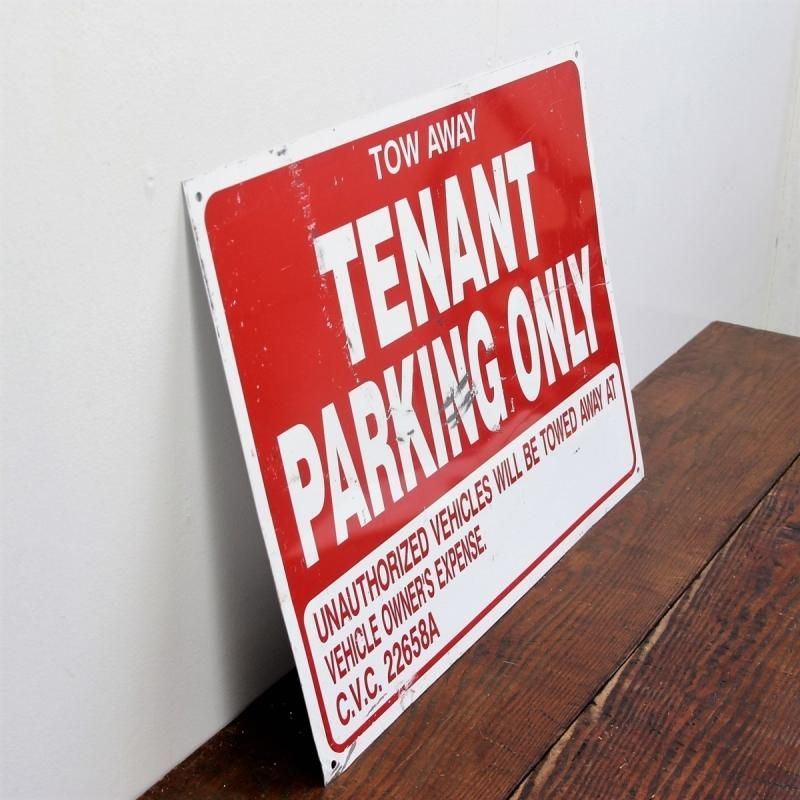 TOW AWAY
TENANT
PARKING ONLY
UNAUTHORIZED VEHICLES WILL BE TOWED AWAY AT
VEHICLE OWNER'S EXPENSE.
C.V.C. 22658A